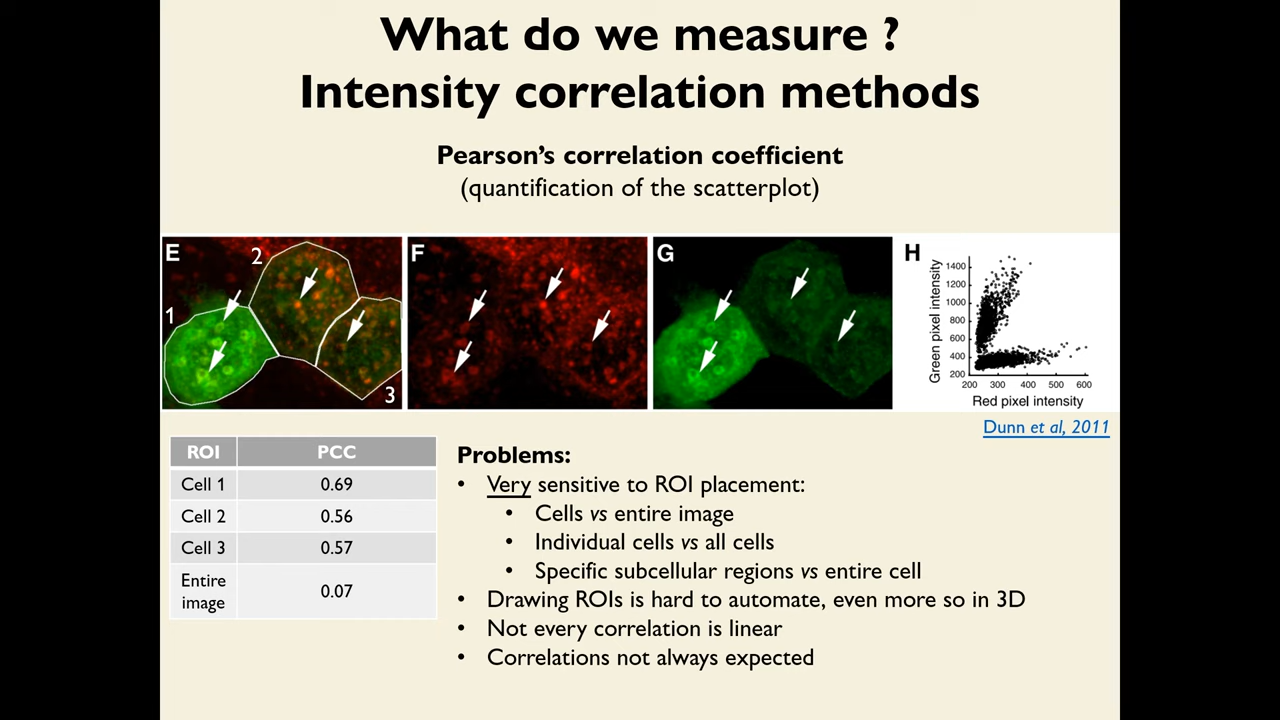 What do we measure ?
Intensity correlation methods
Pearson's correlation coefficient
(quantification of the scatterplot)
E
1
2
3
F
G
H
Green pixel intensity
1400
1200
1000
800
600
400
200
200 300 400 500 600
Red pixel intensity
Dunn et al, 2011
ROI PCC
Cell 1 0.69
Cell 2 0.56
Cell 3 0.57
Entire image 0.07
Problems:
• Very sensitive to ROI placement:
• Cells vs entire image
• Individual cells vs all cells
• Specific subcellular regions vs entire cell
• Drawing ROIs is hard to automate, even more so in 3D
• Not every correlation is linear
• Correlations not always expected